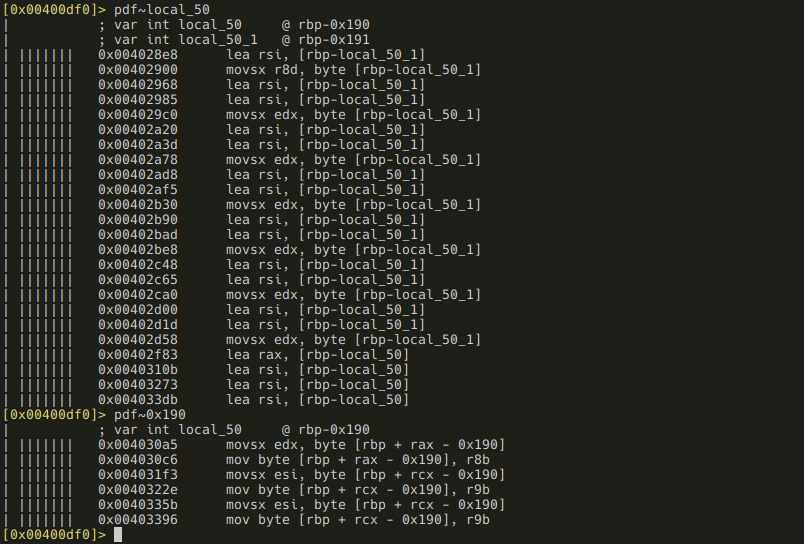 [0x00400df0]> pdf~local_50
|           ; var int local_50     @ rbp-0x190
|           ; var int local_50_1   @ rbp-0x191
| |||||||   0x004028e8      lea rsi, [rbp-local_50_1]
| |||||||   0x00402900      movsx r8d, byte [rbp-local_50_1]
| |||||||   0x00402968      lea rsi, [rbp-local_50_1]
| |||||||   0x00402985      lea rsi, [rbp-local_50_1]
| |||||||   0x004029c0      movsx edx, byte [rbp-local_50_1]
| |||||||   0x00402a20      lea rsi, [rbp-local_50_1]
| |||||||   0x00402a3d      lea rsi, [rbp-local_50_1]
| |||||||   0x00402a78      movsx edx, byte [rbp-local_50_1]
| |||||||   0x00402ad8      lea rsi, [rbp-local_50_1]
| |||||||   0x00402af5      lea rsi, [rbp-local_50_1]
| |||||||   0x00402b30      movsx edx, byte [rbp-local_50_1]
| |||||||   0x00402b90      lea rsi, [rbp-local_50_1]
| |||||||   0x00402bad      lea rsi, [rbp-local_50_1]
| |||||||   0x00402be8      movsx edx, byte [rbp-local_50_1]
| |||||||   0x00402c48      lea rsi, [rbp-local_50_1]
| |||||||   0x00402c65      lea rsi, [rbp-local_50_1]
| |||||||   0x00402ca0      movsx edx, byte [rbp-local_50_1]
| |||||||   0x00402d00      lea rsi, [rbp-local_50_1]
| |||||||   0x00402d1d      lea rsi, [rbp-local_50_1]
| |||||||   0x00402d58      movsx edx, byte [rbp-local_50_1]
| |||||||   0x00402f83      lea rax, [rbp-local_50]
| |||||||   0x0040310b      lea rsi, [rbp-local_50]
| |||||||   0x00403273      lea rsi, [rbp-local_50]
| |||||||   0x004033db      lea rsi, [rbp-local_50]
[0x00400df0]> pdf~0x190
|           ; var int local_50     @ rbp-0x190
| |||||||   0x004030a5      movsx edx, byte [rbp + rax - 0x190]
| |||||||   0x004030c6      mov byte [rbp + rax - 0x190], r8b
| |||||||   0x004031f3      movsx esi, byte [rbp + rcx - 0x190]
| |||||||   0x0040322e      mov byte [rbp + rcx - 0x190], r9b
| |||||||   0x0040335b      movsx esi, byte [rbp + rcx - 0x190]
| |||||||   0x00403396      mov byte [rbp + rcx - 0x190], r9b
[0x00400df0]>